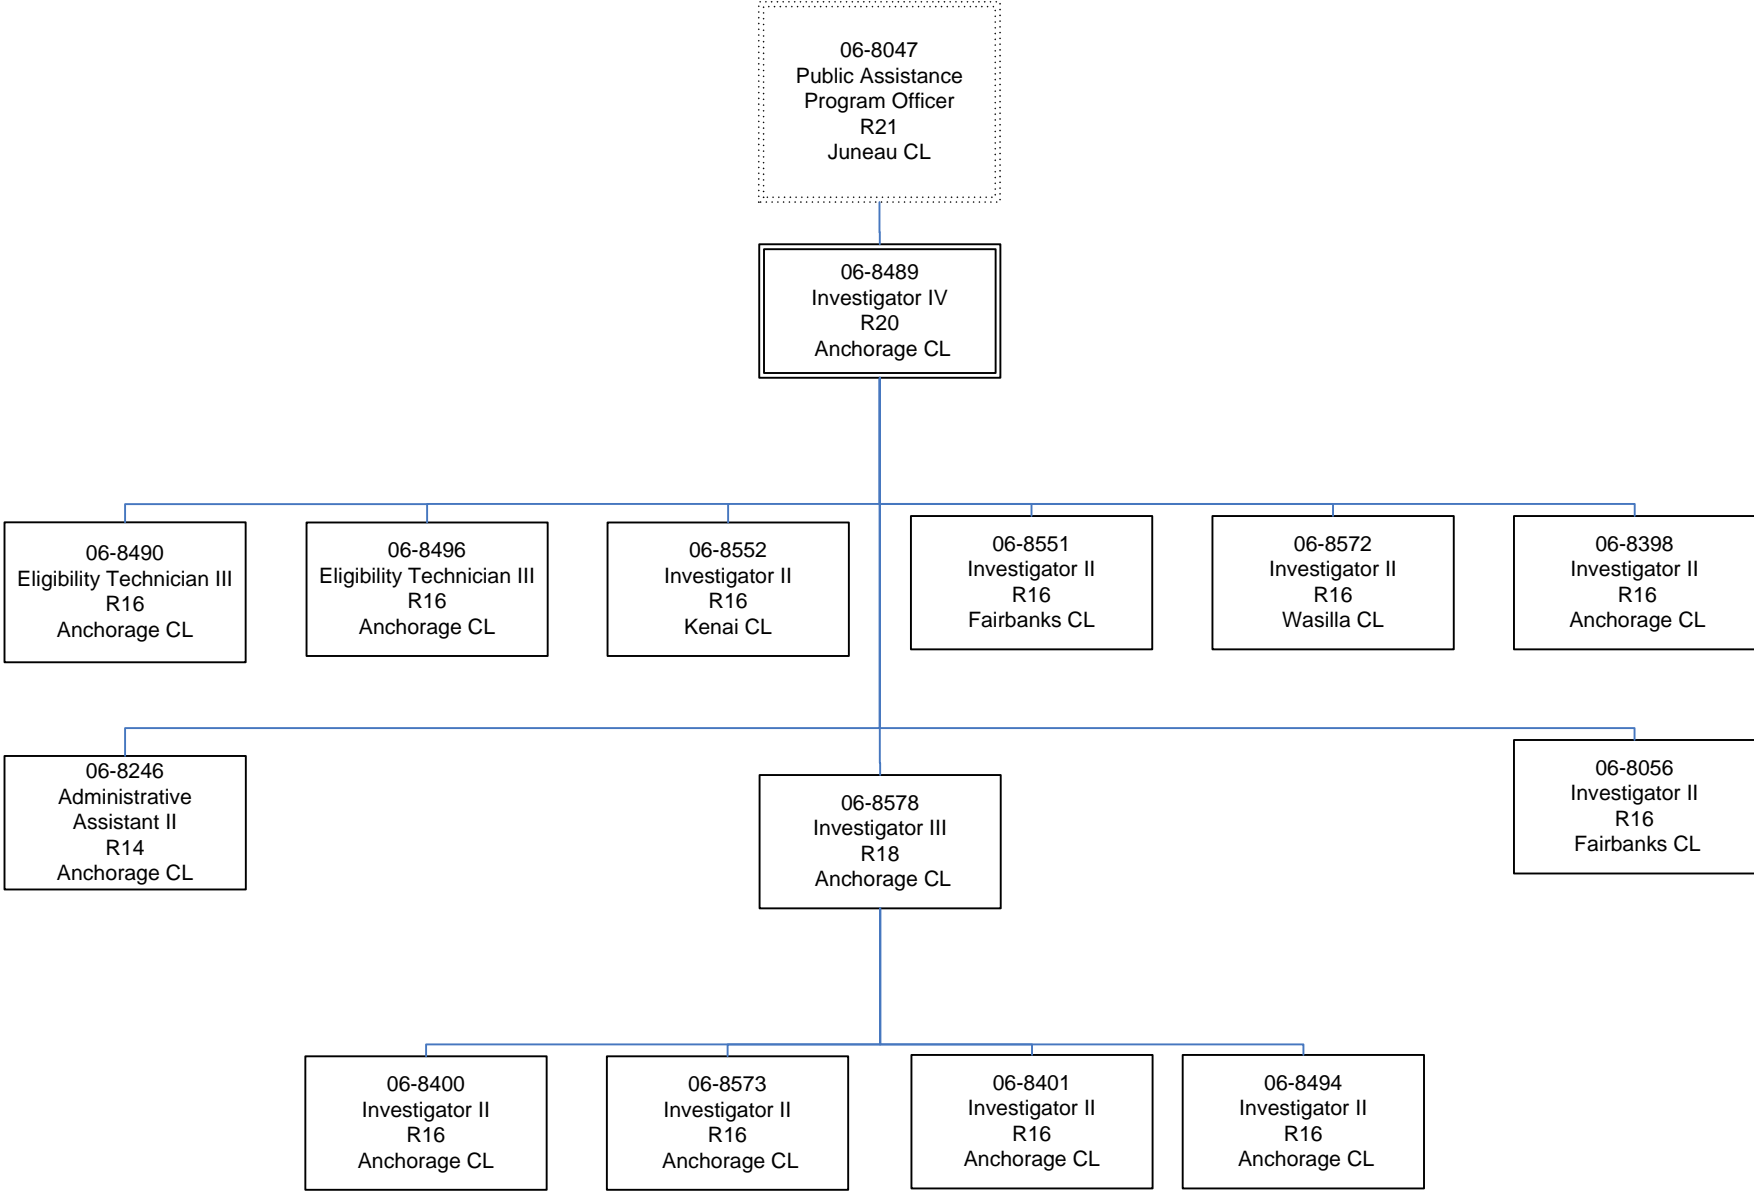 06-8047
Public Assistance
Program Officer
R21
Juneau CL
06-8489
Investigator IV
R20
Anchorage CL
06-8490
Eligibility Technician III
R16
Anchorage CL
06-8496
Eligibility Technician III
R16
Anchorage CL
06-8552
Investigator II
R16
Kenai CL
06-8551
Investigator II
R16
Fairbanks CL
06-8572
Investigator II
R16
Wasilla CL
06-8398
Investigator II
R16
Anchorage CL
06-8246
Administrative
Assistant II
R14
Anchorage CL
06-8578
Investigator III
R18
Anchorage CL
06-8056
Investigator II
R16
Fairbanks CL
06-8400
Investigator II
R16
Anchorage CL
06-8573
Investigator II
R16
Anchorage CL
06-8401
Investigator II
R16
Anchorage CL
06-8494
Investigator II
R16
Anchorage CL